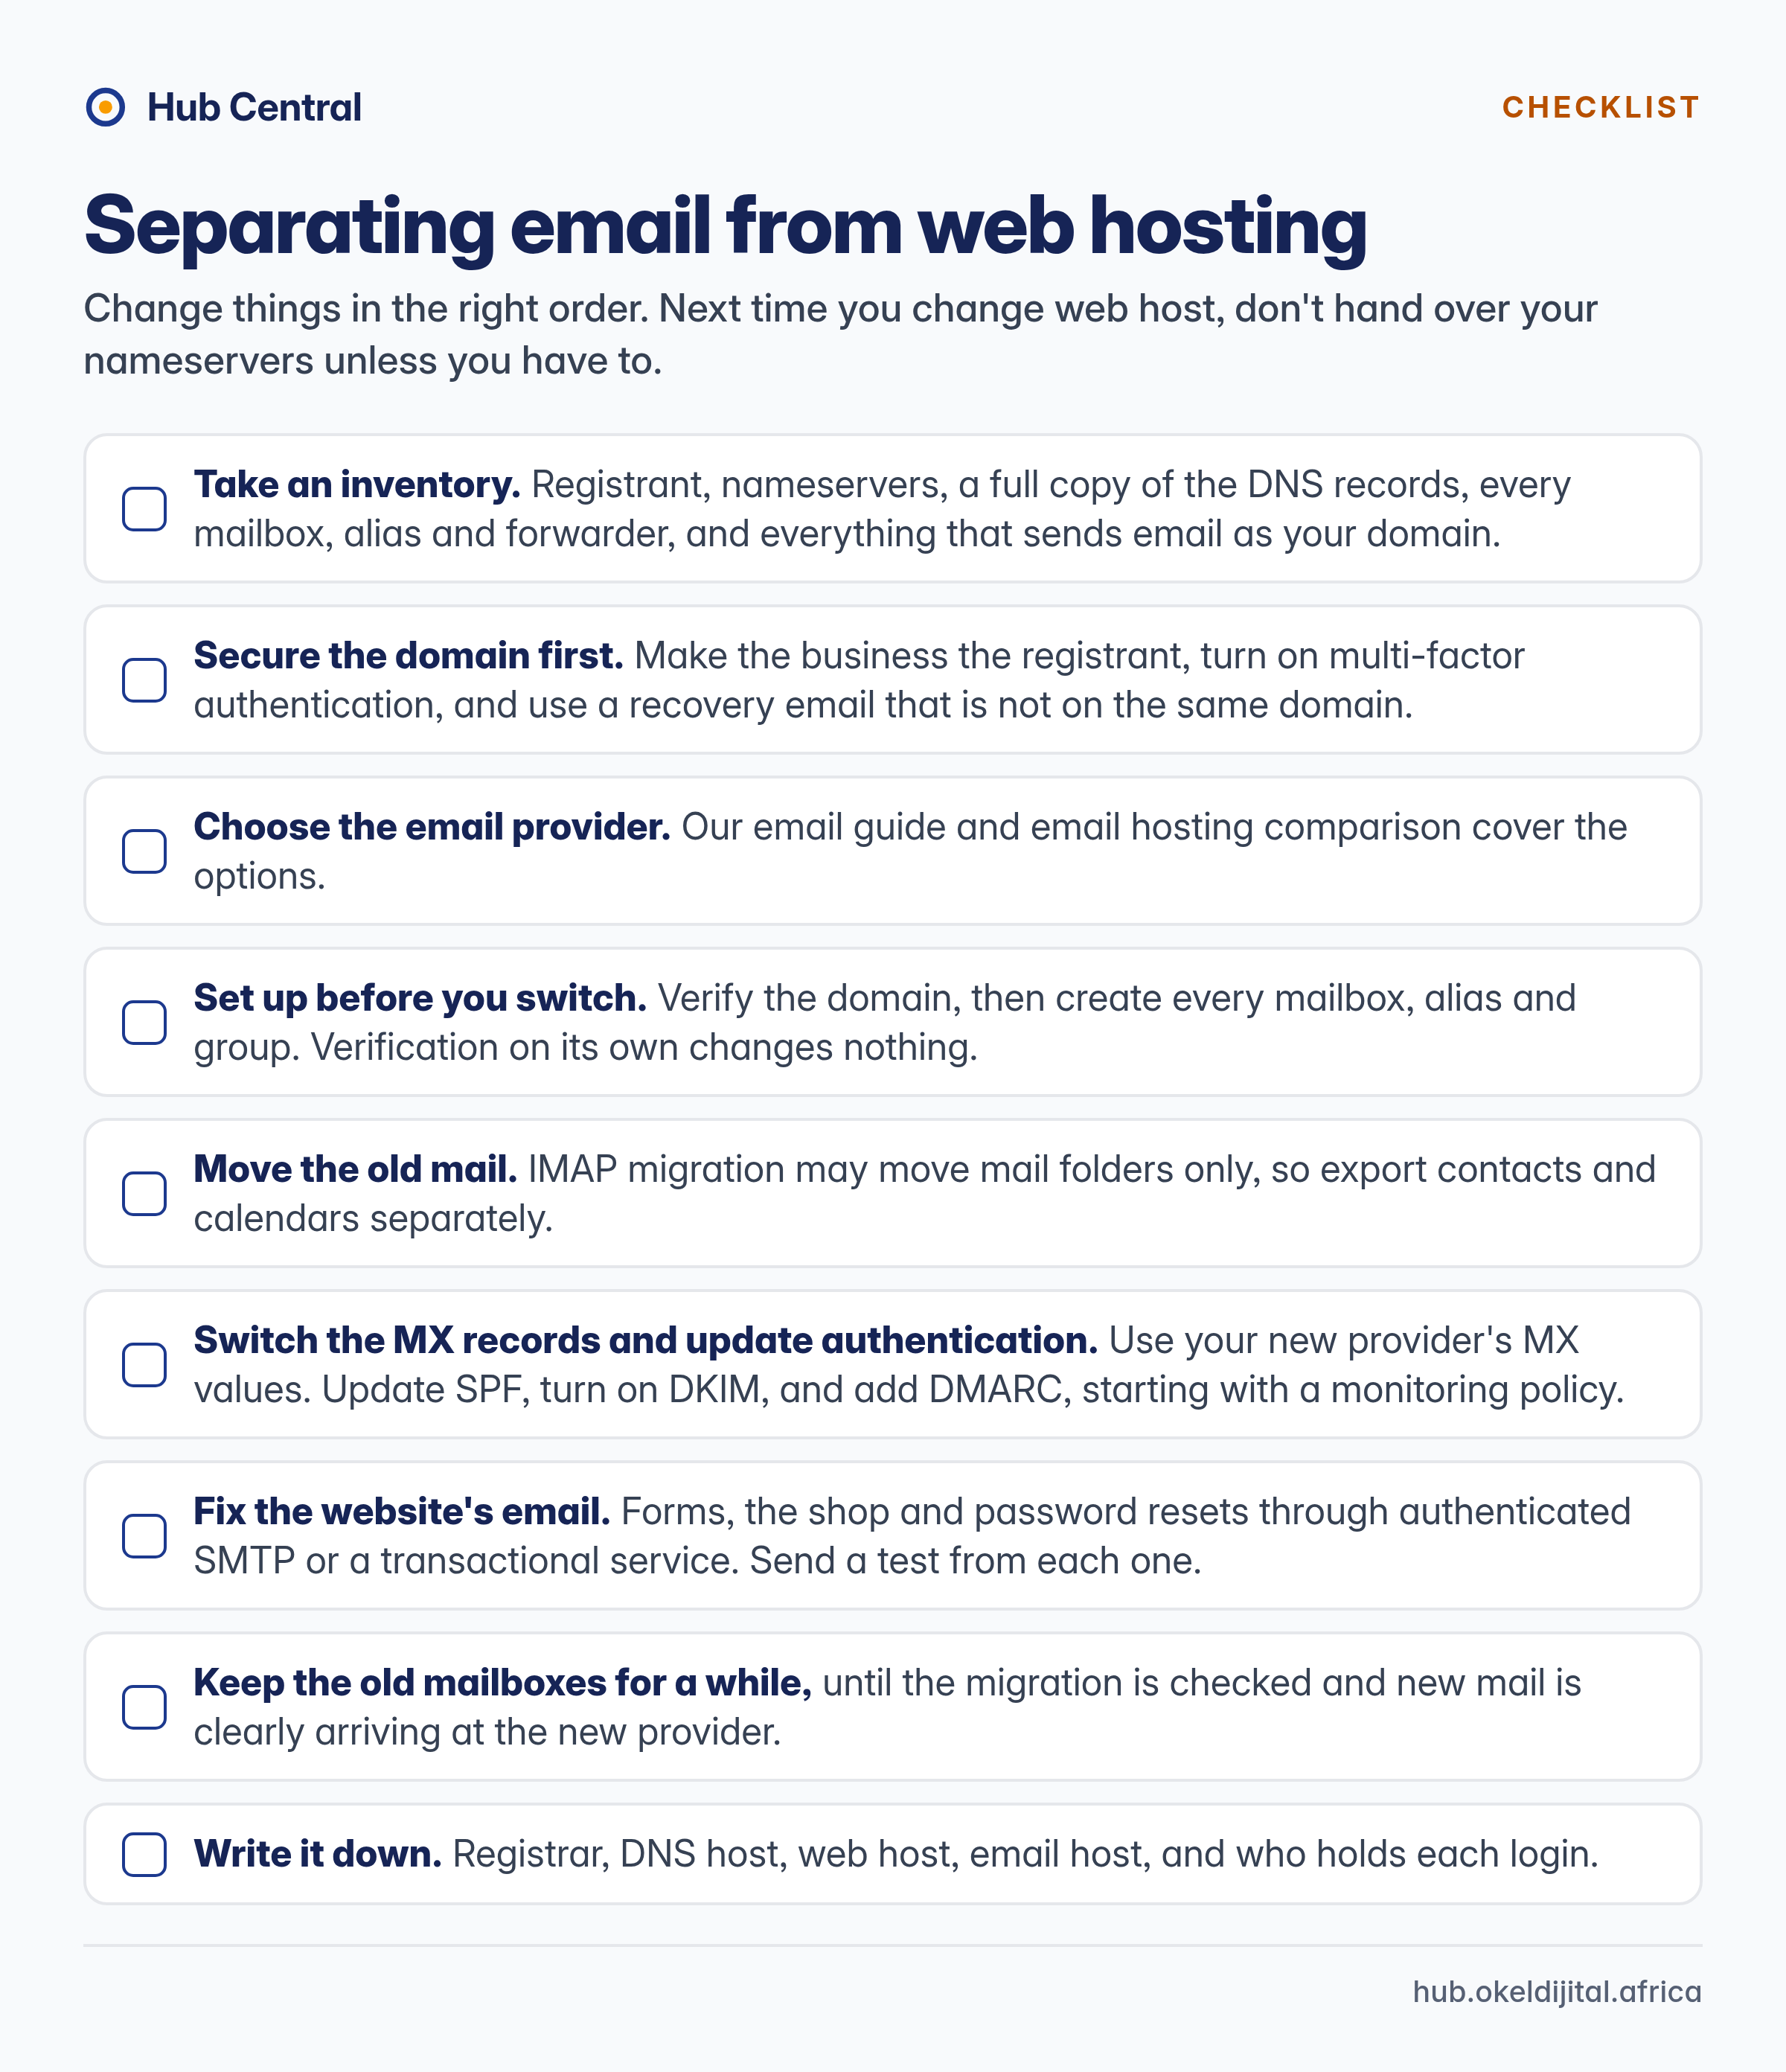 Hub Central
CHECKLIST
Separating email from web hosting
Change things in the right order. Next time you change web host, don't hand over your
nameservers unless you have to.
Take an inventory. Registrant, nameservers, a full copy of the DNS records, every
mailbox, alias and forwarder, and everything that sends email as your domain.
Secure the domain first. Make the business the registrant, turn on multi-factor
authentication, and use a recovery email that is not on the same domain.
Choose the email provider. Our email guide and email hosting comparison cover the
options.
Set up before you switch. Verify the domain, then create every mailbox, alias and
group. Verification on its own changes nothing.
Move the old mail. IMAP migration may move mail folders only, so export contacts and
calendars separately.
Switch the MX records and update authentication. Use your new provider's MX
values. Update SPF, turn on DKIM, and add DMARC, starting with a monitoring policy.
Fix the website's email. Forms, the shop and password resets through authenticated
SMTP or a transactional service. Send a test from each one.
Keep the old mailboxes for a while, until the migration is checked and new mail is
clearly arriving at the new provider.
Write it down. Registrar, DNS host, web host, email host, and who holds each login.
hub.okeldijital.africa